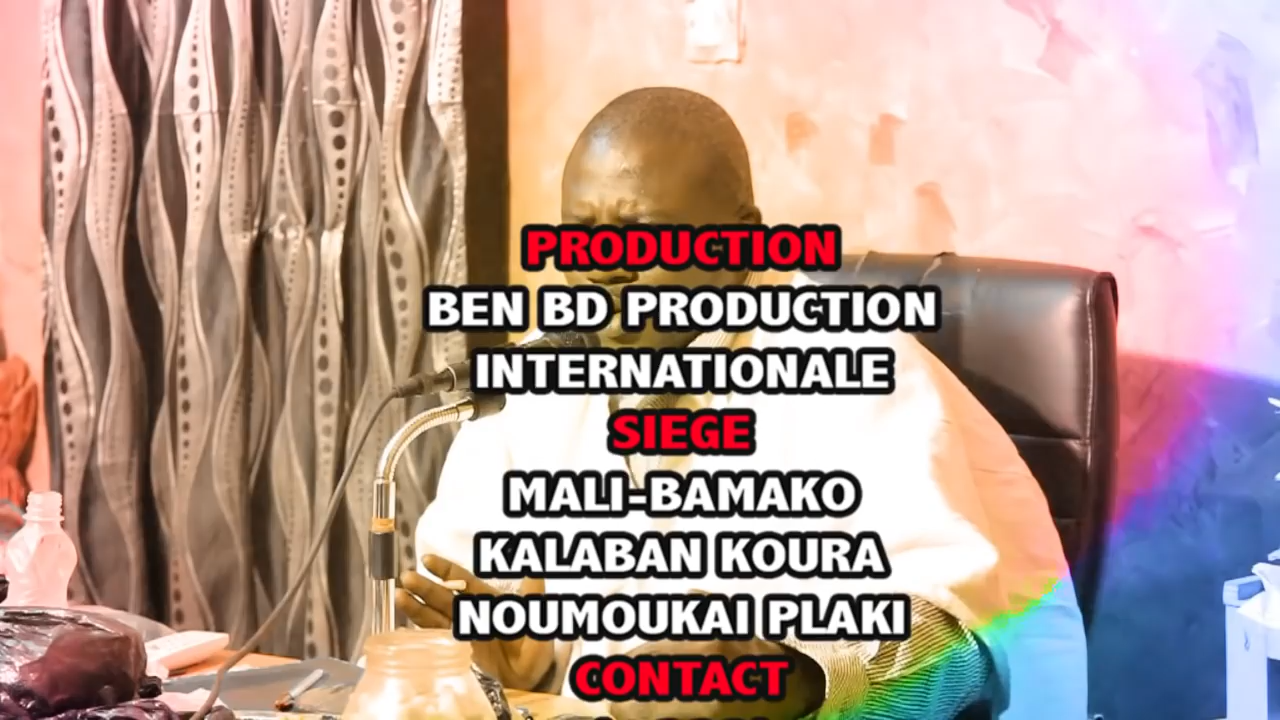 PRODUCTION
BEN BD PRODUCTION
INTERNATIONALE
SIEGE
MALI-BAMAKO
KALABAN KOURA
NOUMOUKAI PLAKI
CONTACT